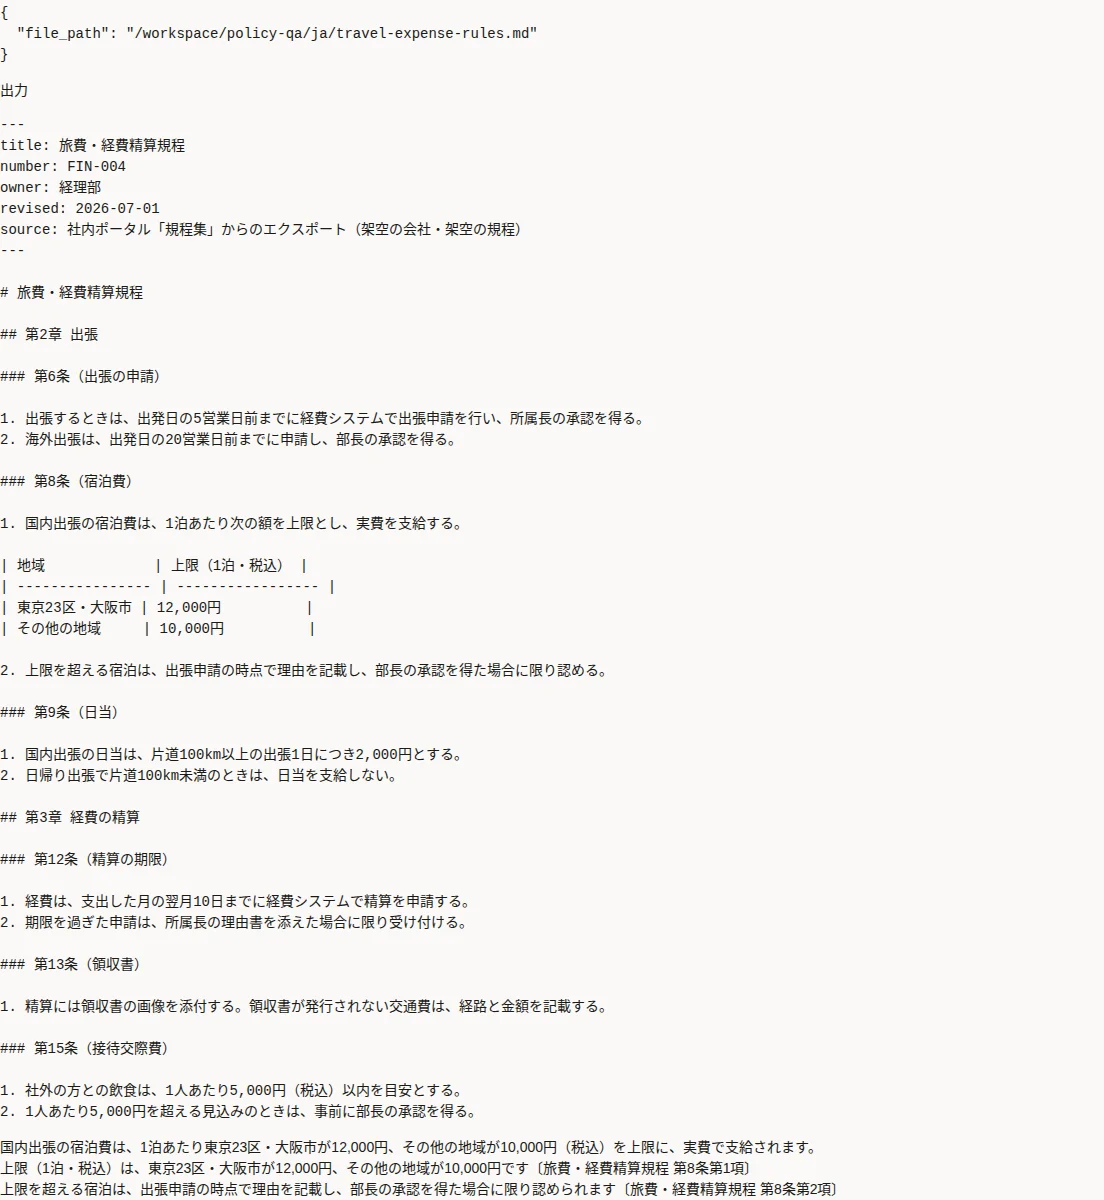 {
  "file_path": "/workspace/policy-qa/ja/travel-expense-rules.md"
}
出力
---
title: 旅費・経費精算規程
number: FIN-004
owner: 経理部
revised: 2026-07-01
source: 社内ポータル「規程集」からのエクスポート（架空の会社・架空の規程）
---
# 旅費・経費精算規程
## 第2章 出張
### 第6条（出張の申請）
1. 出張するときは、出発日の5営業日前までに経費システムで出張申請を行い、所属長の承認を得る。
2. 海外出張は、出発日の20営業日前までに申請し、部長の承認を得る。
### 第8条（宿泊費）
1. 国内出張の宿泊費は、1泊あたり次の額を上限とし、実費を支給する。
| 地域             | 上限（1泊・税込） |
| ---------------- | ----------------- |
| 東京23区・大阪市 | 12,000円          |
| その他の地域     | 10,000円          |
2. 上限を超える宿泊は、出張申請の時点で理由を記載し、部長の承認を得た場合に限り認める。
### 第9条（日当）
1. 国内出張の日当は、片道100km以上の出張1日につき2,000円とする。
2. 日帰り出張で片道100km未満のときは、日当を支給しない。
## 第3章 経費の精算
### 第12条（精算の期限）
1. 経費は、支出した月の翌月10日までに経費システムで精算を申請する。
2. 期限を過ぎた申請は、所属長の理由書を添えた場合に限り受け付ける。
### 第13条（領収書）
1. 精算には領収書の画像を添付する。領収書が発行されない交通費は、経路と金額を記載する。
### 第15条（接待交際費）
1. 社外の方との飲食は、1人あたり5,000円（税込）以内を目安とする。
2. 1人あたり5,000円を超える見込みのときは、事前に部長の承認を得る。
国内出張の宿泊費は、1泊あたり東京23区・大阪市が12,000円、その他の地域が10,000円（税込）を上限に、実費で支給されます。
上限（1泊・税込）は、東京23区・大阪市が12,000円、その他の地域が10,000円です〔旅費・経費精算規程 第8条第1項〕
上限を超える宿泊は、出張申請の時点で理由を記載し、部長の承認を得た場合に限り認められます〔旅費・経費精算規程 第8条第2項〕